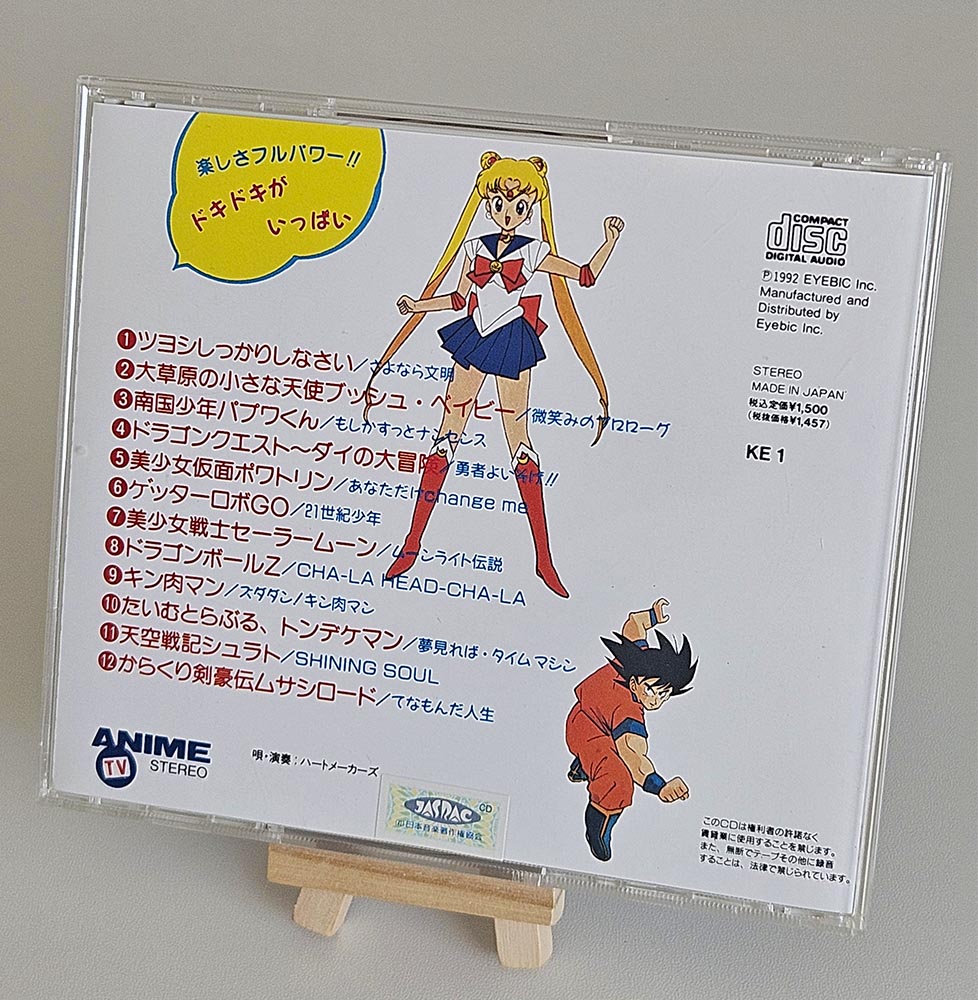 楽しさフルパワー!!
ドキドキが
いっぱい
COMPACT
disc
DIGITAL AUDIO
Ⓟ1992 EYEBIC Inc.
Manufactured and
Distributed by
Eyebic Inc.
STEREO
MADE IN JAPAN
税込定価¥1,500
(税抜価格¥1,457)
KE 1
❶ツヨシしっかりしなさい/さよなら文明
❷大草原の小さな天使ブッシュ・ベイビー/微笑みのプロローグ
❸南国少年パプワくん/もしかすっとナンセンス
❹ドラゴンクエスト〜ダイの大冒険/勇者よいそげ!!
❺美少女仮面ポワトリン/あなただけchange me
❻ゲッターロボGO/21世紀少年
❼美少女戦士セーラームーン/ムーンライト伝説
❽ドラゴンボールZ/CHA-LA HEAD-CHA-LA
❾キン肉マン/ズダダン!キン肉マン
❿たいむとらぶる、トンデケマン/夢見れば・タイムマシン
⓫天空戦記シュラト/SHINING SOUL
⓬からくり剣豪伝ムサシロード/てなもんだ人生
ANIME
TV
STEREO
唄・演奏:ハートメーカーズ
JASRAC
CD
㈳日本音楽著作権協会
このCDは権利者の許諾なく
賃貸業に使用することを禁じます。
また、無断でテープその他に録音
することは、法律で禁じられています。